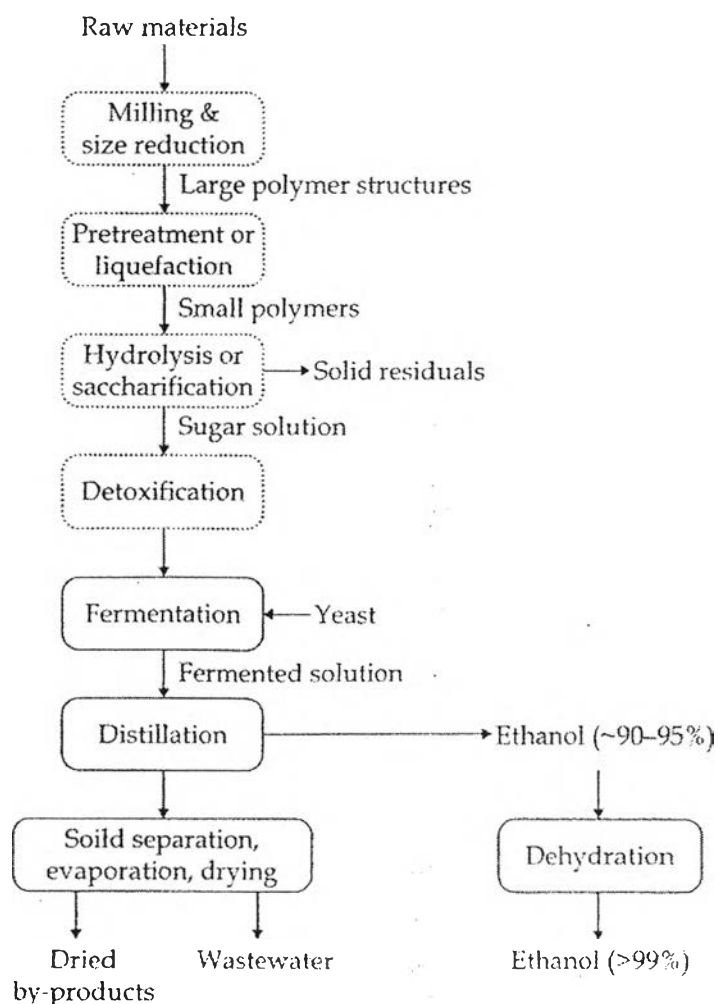 Raw materials
Milling &
size reduction
Large polymer structures
Pretreatment or
liquefaction
Small polymers
Hydrolysis or
saccharification
Solid residuals
Sugar solution
Detoxification
Fermentation
Yeast
Fermented solution
Distillation
Ethanol (~90–95%)
Soild separation,
evaporation, drying
Dehydration
Dried
by-products
Wastewater
Ethanol (>99%)